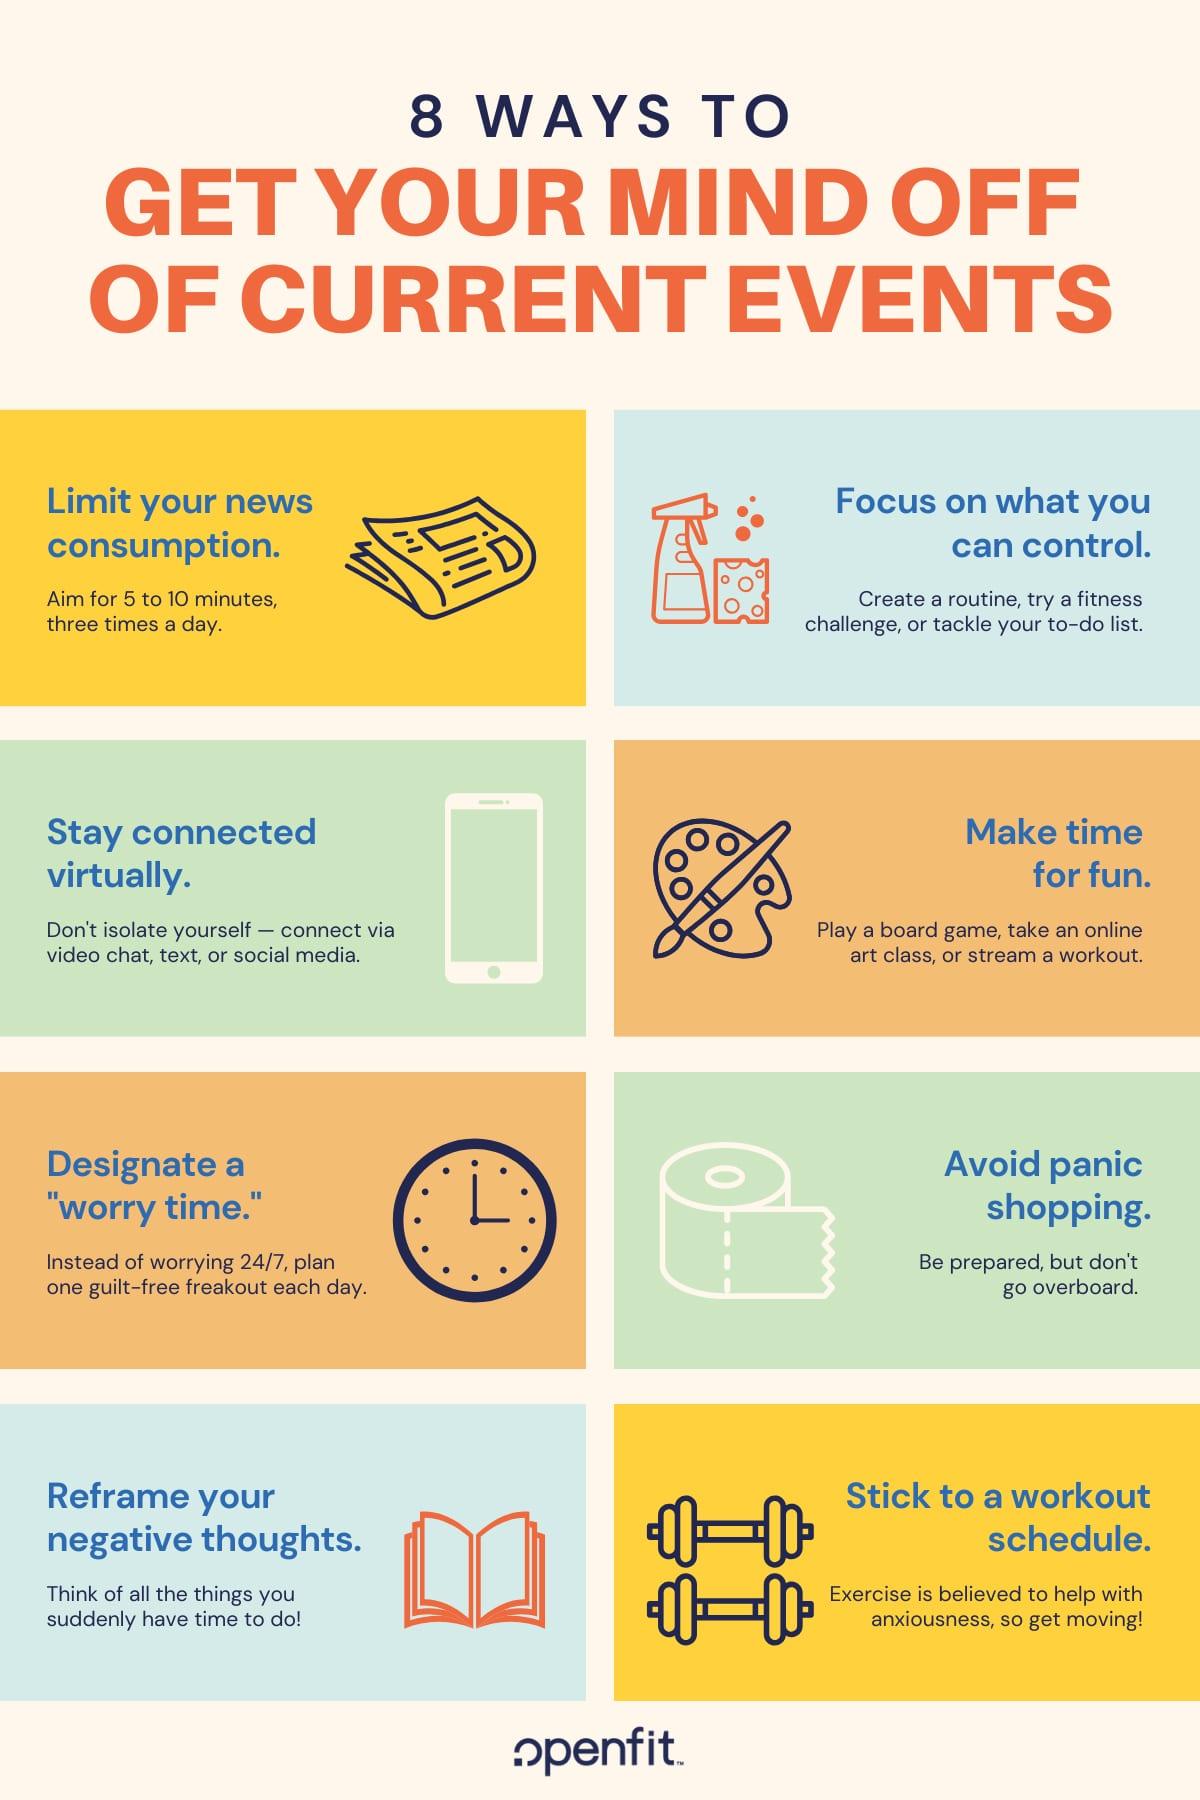 8 WAYS TO
GET YOUR MIND OFF
OF CURRENT EVENTS
Limit your news
consumption.
Aim for 5 to 10 minutes,
three times a day.
Focus on what you
can control.
Create a routine, try a fitness
challenge, or tackle your to-do list.
Stay connected
virtually.
Don't isolate yourself — connect via
video chat, text, or social media.
Make time
for fun.
Play a board game, take an online
art class, or stream a workout.
Designate a
"worry time."
Instead of worrying 24/7, plan
one guilt-free freakout each day.
Avoid panic
shopping.
Be prepared, but don't
go overboard.
Reframe your
negative thoughts.
Think of all the things you
suddenly have time to do!
Stick to a workout
schedule.
Exercise is believed to help with
anxiousness, so get moving!
openfit™